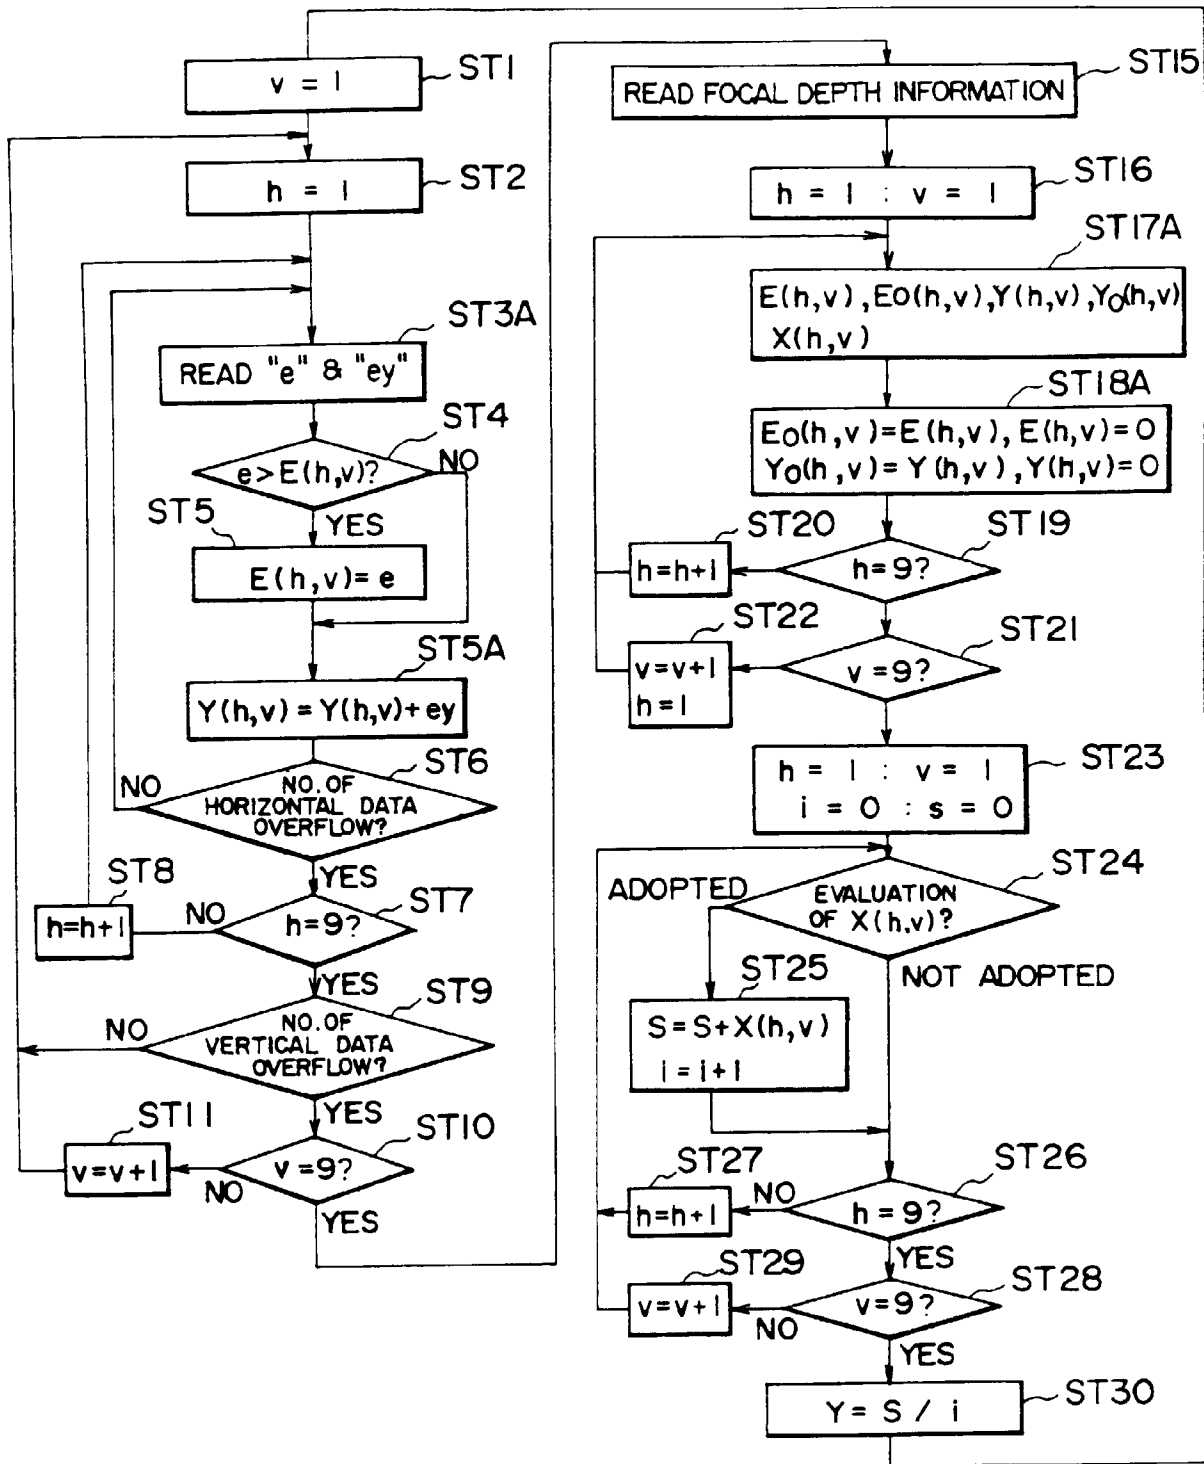 v = 1
ST1
h = 1
ST2
READ "e" & "ey"
ST3A
e > E(h,v)?
ST4
NO
YES
ST5
E(h,v) = e
ST5A
Y(h,v) = Y(h,v) + ey
ST6
NO
NO. OF
HORIZONTAL DATA
OVERFLOW?
YES
ST8
h=h+1
NO
h=9?
ST7
YES
ST9
NO
NO. OF
VERTICAL DATA
OVERFLOW?
YES
ST11
v=v+1
NO
v=9?
ST10
YES
ST15
READ FOCAL DEPTH INFORMATION
ST16
h = 1 : v = 1
ST17A
E(h,v), EO(h,v), Y(h,v), YO(h,v)
X(h,v)
ST18A
EO(h,v)=E(h,v), E(h,v)=0
YO(h,v)=Y(h,v), Y(h,v)=0
ST20
h=h+1
h=9?
ST19
ST22
v=v+1
h=1
v=9?
ST21
h = 1 : v = 1
i = 0 : s = 0
ST23
ADOPTED
EVALUATION
OF X(h,v)?
ST24
NOT ADOPTED
ST25
S=S+X(h,v)
i=i+1
ST27
h=h+1
NO
h=9?
ST26
YES
ST29
v=v+1
NO
v=9?
ST28
YES
Y = S / i
ST30